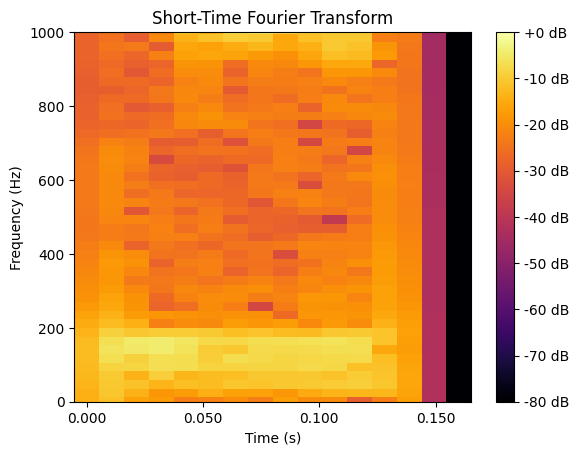 Short-Time Fourier Transform
1000
800
600
400
200
0
Frequency (Hz)
0.000
0.050
0.100
0.150
Time (s)
+0 dB
-10 dB
-20 dB
-30 dB
-40 dB
-50 dB
-60 dB
-70 dB
-80 dB